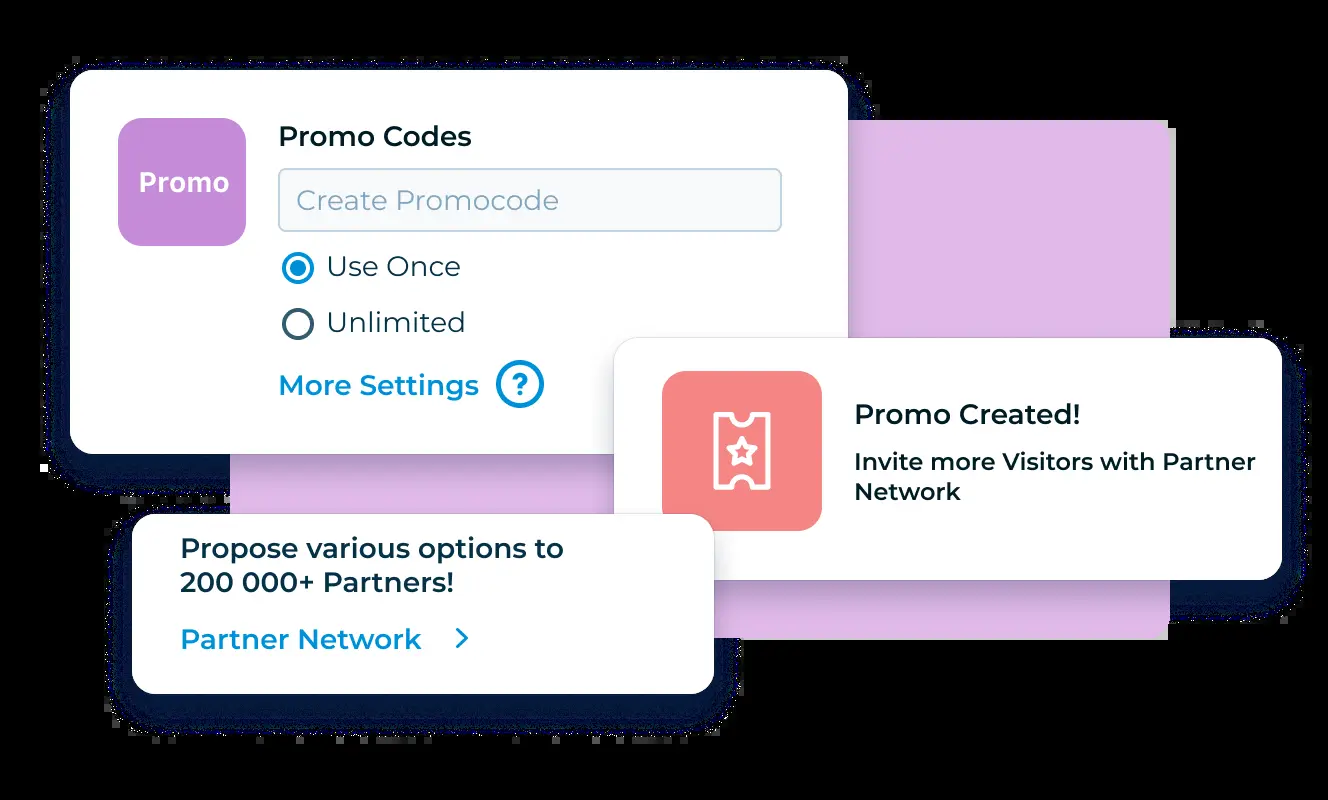 Promo
Promo Codes
Create Promocode
Use Once
Unlimited
More Settings ?
Promo Created!
Invite more Visitors with Partner
Network
Propose various options to
200 000+ Partners!
Partner Network